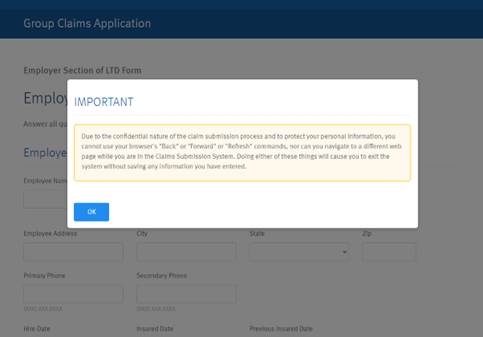 Group Claims Application
Employer Section of LTD Form
Employ
IMPORTANT
Due to the confidential nature of the claim submission process and to protect your personal information, you
cannot use your browser's "Back" or "Forward" or "Refresh" commands, nor can you navigate to a different web
page while you are in the Claims Submission System. Doing either of these things will cause you to exit the
system without saving any information you have entered.
OK
Answer all qu
Employee
Employee Nam
Employee Address City State Zip
Primary Phone Secondary Phone
(XXX) XXX-XXXX (XXX) XXX-XXXX
Hire Date Insured Date Previous Insured Date